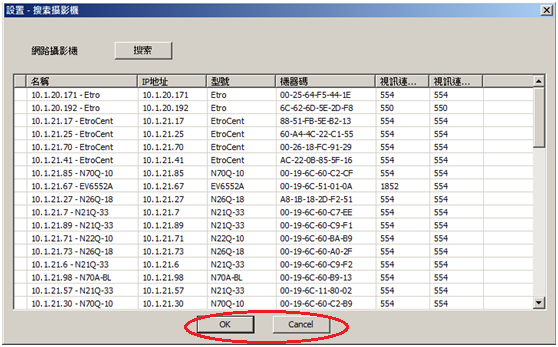 設置 - 搜索攝影機
網路攝影機 搜索
名稱 IP地址 型號 機器碼 視訊連... 視訊連...
10.1.20.171 - Etro 10.1.20.171 Etro 00-25-64-F5-44-1E 554 554
10.1.20.192 - Etro 10.1.20.192 Etro 6C-62-6D-5E-2D-F8 550 550
10.1.21.17 - EtroCent 10.1.21.17 EtroCent 88-51-FB-5E-B2-13 554 554
10.1.21.25 - EtroCent 10.1.21.25 EtroCent 60-A4-4C-22-C1-55 554 554
10.1.21.70 - EtroCent 10.1.21.70 EtroCent 00-26-18-FC-91-29 554 554
10.1.21.41 - EtroCent 10.1.21.41 EtroCent AC-22-0B-85-5F-16 554 554
10.1.21.85 - N70Q-10 10.1.21.85 N70Q-10 00-19-6C-60-C2-CF 554 554
10.1.21.67 - EV6552A 10.1.21.67 EV6552A 00-19-6C-51-01-0A 1852 554
10.1.21.27 - N26Q-18 10.1.21.27 N26Q-18 A8-1B-18-2D-F2-51 554 554
10.1.21.7 - N21Q-33 10.1.21.7 N21Q-33 00-19-6C-60-C7-EE 554 554
10.1.21.89 - N21Q-33 10.1.21.89 N21Q-33 00-19-6C-60-C9-F1 554 554
10.1.21.71 - N22Q-10 10.1.21.71 N22Q-10 00-19-6C-60-BA-B9 554 554
10.1.21.73 - N26Q-18 10.1.21.73 N26Q-18 00-19-6C-60-A0-2F 554 554
10.1.21.6 - N21Q-33 10.1.21.6 N21Q-33 00-19-6C-60-C9-F2 554 554
10.1.21.98 - N70A-BL 10.1.21.98 N70A-BL 00-19-6C-60-B9-13 554 554
10.1.21.57 - N21Q-33 10.1.21.57 N21Q-33 00-19-6C-11-80-02 554 554
10.1.21.30 - N70Q-10 10.1.21.30 N70Q-10 00-19-6C-60-C2-B9 554 554
OK Cancel